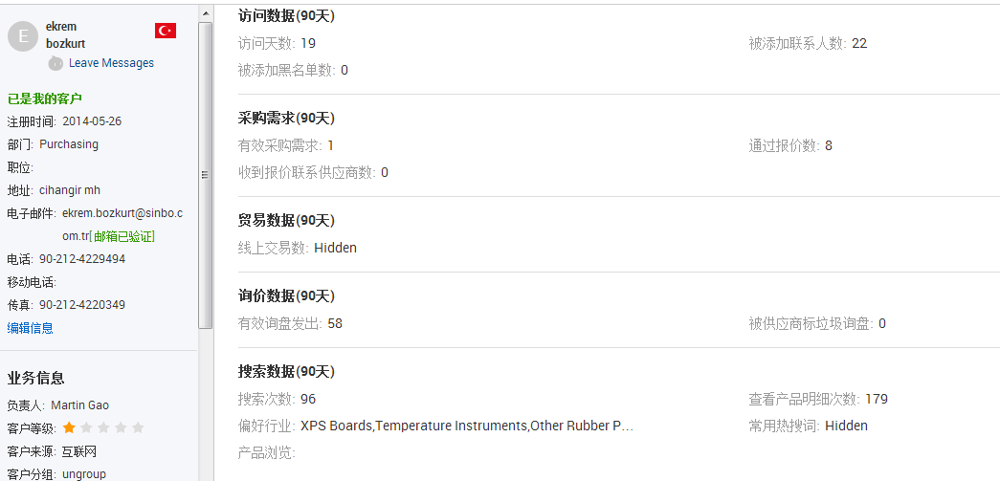 E
ekrem
bozkurt
Leave Messages
已是我的客户
注册时间: 2014-05-26
部门: Purchasing
职位:
地址: cihangir mh
电子邮件: ekrem.bozkurt@sinbo.c
om.tr[邮箱已验证]
电话: 90-212-4229494
移动电话:
传真: 90-212-4220349
编辑信息
业务信息
负责人: Martin Gao
客户等级:
客户来源: 互联网
客户分组: ungroup
访问数据(90天)
访问天数: 19 被添加联系人数: 22
被添加黑名单数: 0
采购需求(90天)
有效采购需求: 1 通过报价数: 8
收到报价联系供应商数: 0
贸易数据(90天)
线上交易数: Hidden
询价数据(90天)
有效询盘发出: 58 被供应商标垃圾询盘: 0
搜索数据(90天)
搜索次数: 96 查看产品明细次数: 179
偏好行业: XPS Boards,Temperature Instruments,Other Rubber P... 常用热搜词: Hidden
产品浏览: